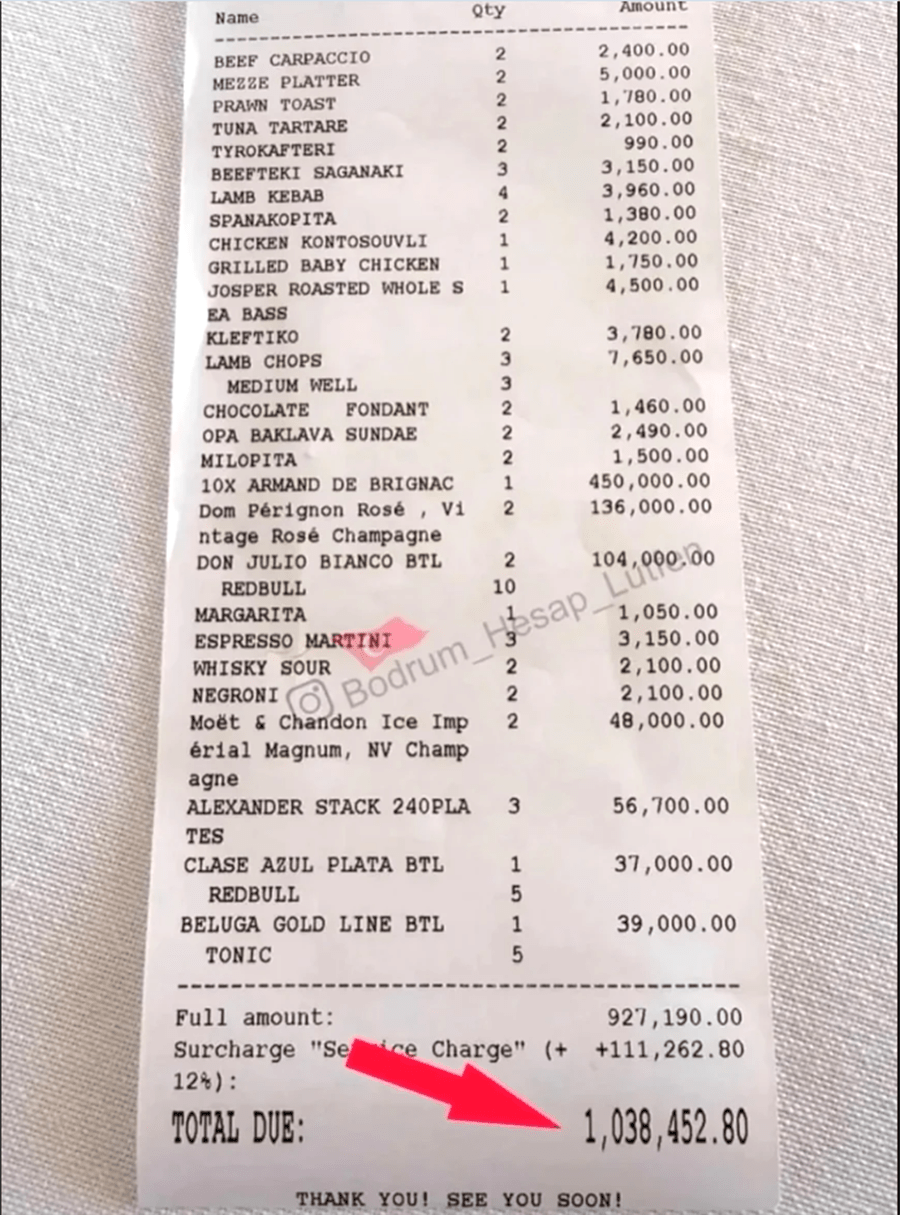 Name Qty Amount
BEEF CARPACCIO 2 2,400.00
MEZZE PLATTER 2 5,000.00
PRAWN TOAST 2 1,780.00
TUNA TARTARE 2 2,100.00
TYROKAFTERI 2 990.00
BEEFTEKI SAGANAKI 3 3,150.00
LAMB KEBAB 4 3,960.00
SPANAKOPITA 2 1,380.00
CHICKEN KONTOSOUVLI 1 4,200.00
GRILLED BABY CHICKEN 1 1,750.00
JOSPER ROASTED WHOLE S 1 4,500.00
EA BASS
KLEFTIKO 2 3,780.00
LAMB CHOPS 3 7,650.00
MEDIUM WELL 3
CHOCOLATE FONDANT 2 1,460.00
OPA BAKLAVA SUNDAE 2 2,490.00
MILOPITA 2 1,500.00
10X ARMAND DE BRIGNAC 1 450,000.00
Dom Pérignon Rosé , Vi 2 136,000.00
ntage Rosé Champagne
DON JULIO BIANCO BTL 2 104,000.00
REDBULL 10
MARGARITA 1 1,050.00
ESPRESSO MARTINI 3 3,150.00
WHISKY SOUR 2 2,100.00
NEGRONI 2 2,100.00
Bodrum_Hesap_Lutfen
Moët & Chandon Ice Imp 2 48,000.00
érial Magnum, NV Champ
agne
ALEXANDER STACK 240PLA 3 56,700.00
TES
CLASE AZUL PLATA BTL 1 37,000.00
REDBULL 5
BELUGA GOLD LINE BTL 1 39,000.00
TONIC 5
Full amount: 927,190.00
Surcharge "Service Charge" (+ +111,262.80
12%):
TOTAL DUE: 1,038,452.80
THANK YOU! SEE YOU SOON!